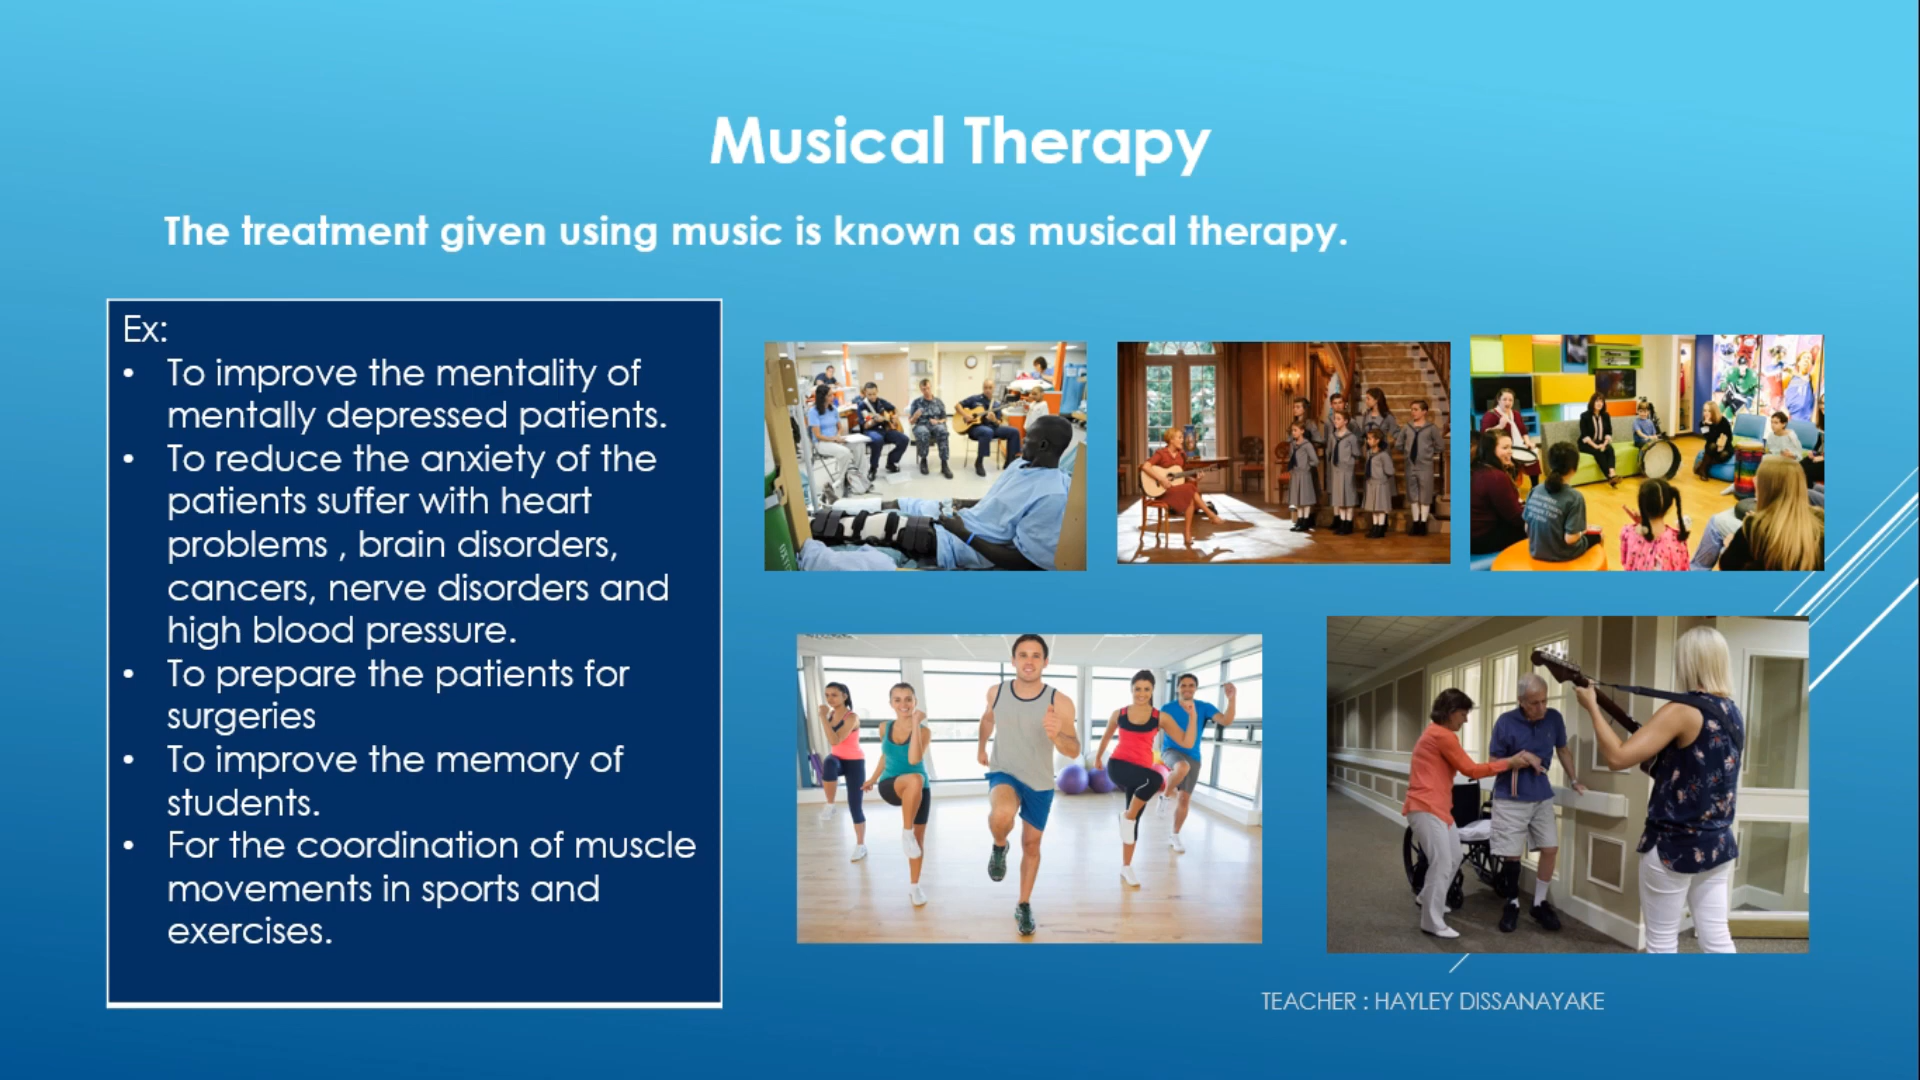 Musical Therapy
The treatment given using music is known as musical therapy.
Ex:
• To improve the mentality of
mentally depressed patients.
• To reduce the anxiety of the
patients suffer with heart
problems , brain disorders,
cancers, nerve disorders and
high blood pressure.
• To prepare the patients for
surgeries
• To improve the memory of
students.
• For the coordination of muscle
movements in sports and
exercises.
TEACHER : HAYLEY DISSANAYAKE